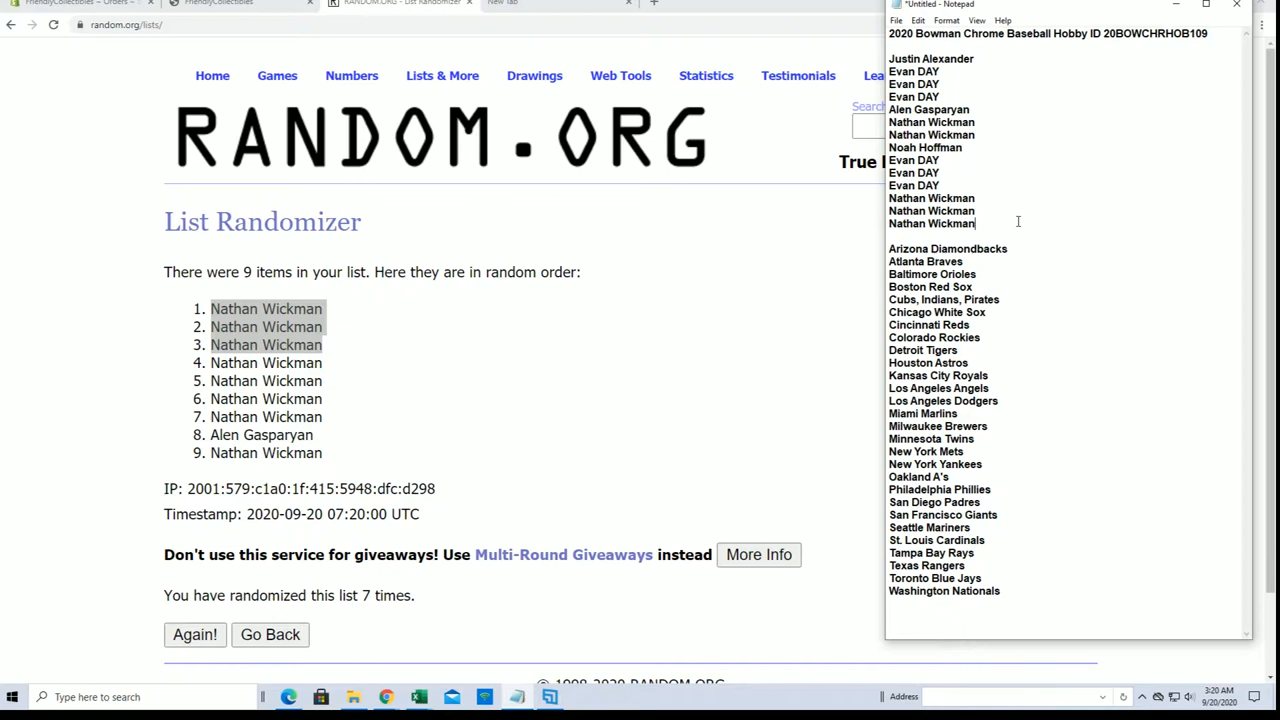 FriendlyCollectibles – Orders –
FriendlyCollectibles
RANDOM.ORG - List Randomizer
New Tab
random.org/lists/
Home
Games
Numbers
Lists & More
Drawings
Web Tools
Statistics
Testimonials
RANDOM.ORG
List Randomizer
There were 9 items in your list. Here they are in random order:
1. Nathan Wickman
2. Nathan Wickman
3. Nathan Wickman
4. Nathan Wickman
5. Nathan Wickman
6. Nathan Wickman
7. Nathan Wickman
8. Alen Gasparyan
9. Nathan Wickman
IP: 2001:579:c1a0:1f:415:5948:dfc:d298
Timestamp: 2020-09-20 07:20:00 UTC
Don't use this service for giveaways! Use Multi-Round Giveaways instead More Info
You have randomized this list 7 times.
Again! Go Back
*Untitled - Notepad
File Edit Format View Help
2020 Bowman Chrome Baseball Hobby ID 20BOWCHRHOB109
Justin Alexander
Evan DAY
Evan DAY
Evan DAY
Alen Gasparyan
Nathan Wickman
Nathan Wickman
Noah Hoffman
Evan DAY
Evan DAY
Evan DAY
Nathan Wickman
Nathan Wickman
Nathan Wickman
Arizona Diamondbacks
Atlanta Braves
Baltimore Orioles
Boston Red Sox
Cubs, Indians, Pirates
Chicago White Sox
Cincinnati Reds
Colorado Rockies
Detroit Tigers
Houston Astros
Kansas City Royals
Los Angeles Angels
Los Angeles Dodgers
Miami Marlins
Milwaukee Brewers
Minnesota Twins
New York Mets
New York Yankees
Oakland A's
Philadelphia Phillies
San Diego Padres
San Francisco Giants
Seattle Mariners
St. Louis Cardinals
Tampa Bay Rays
Texas Rangers
Toronto Blue Jays
Washington Nationals
Type here to search
Address
3:20 AM
9/20/2020